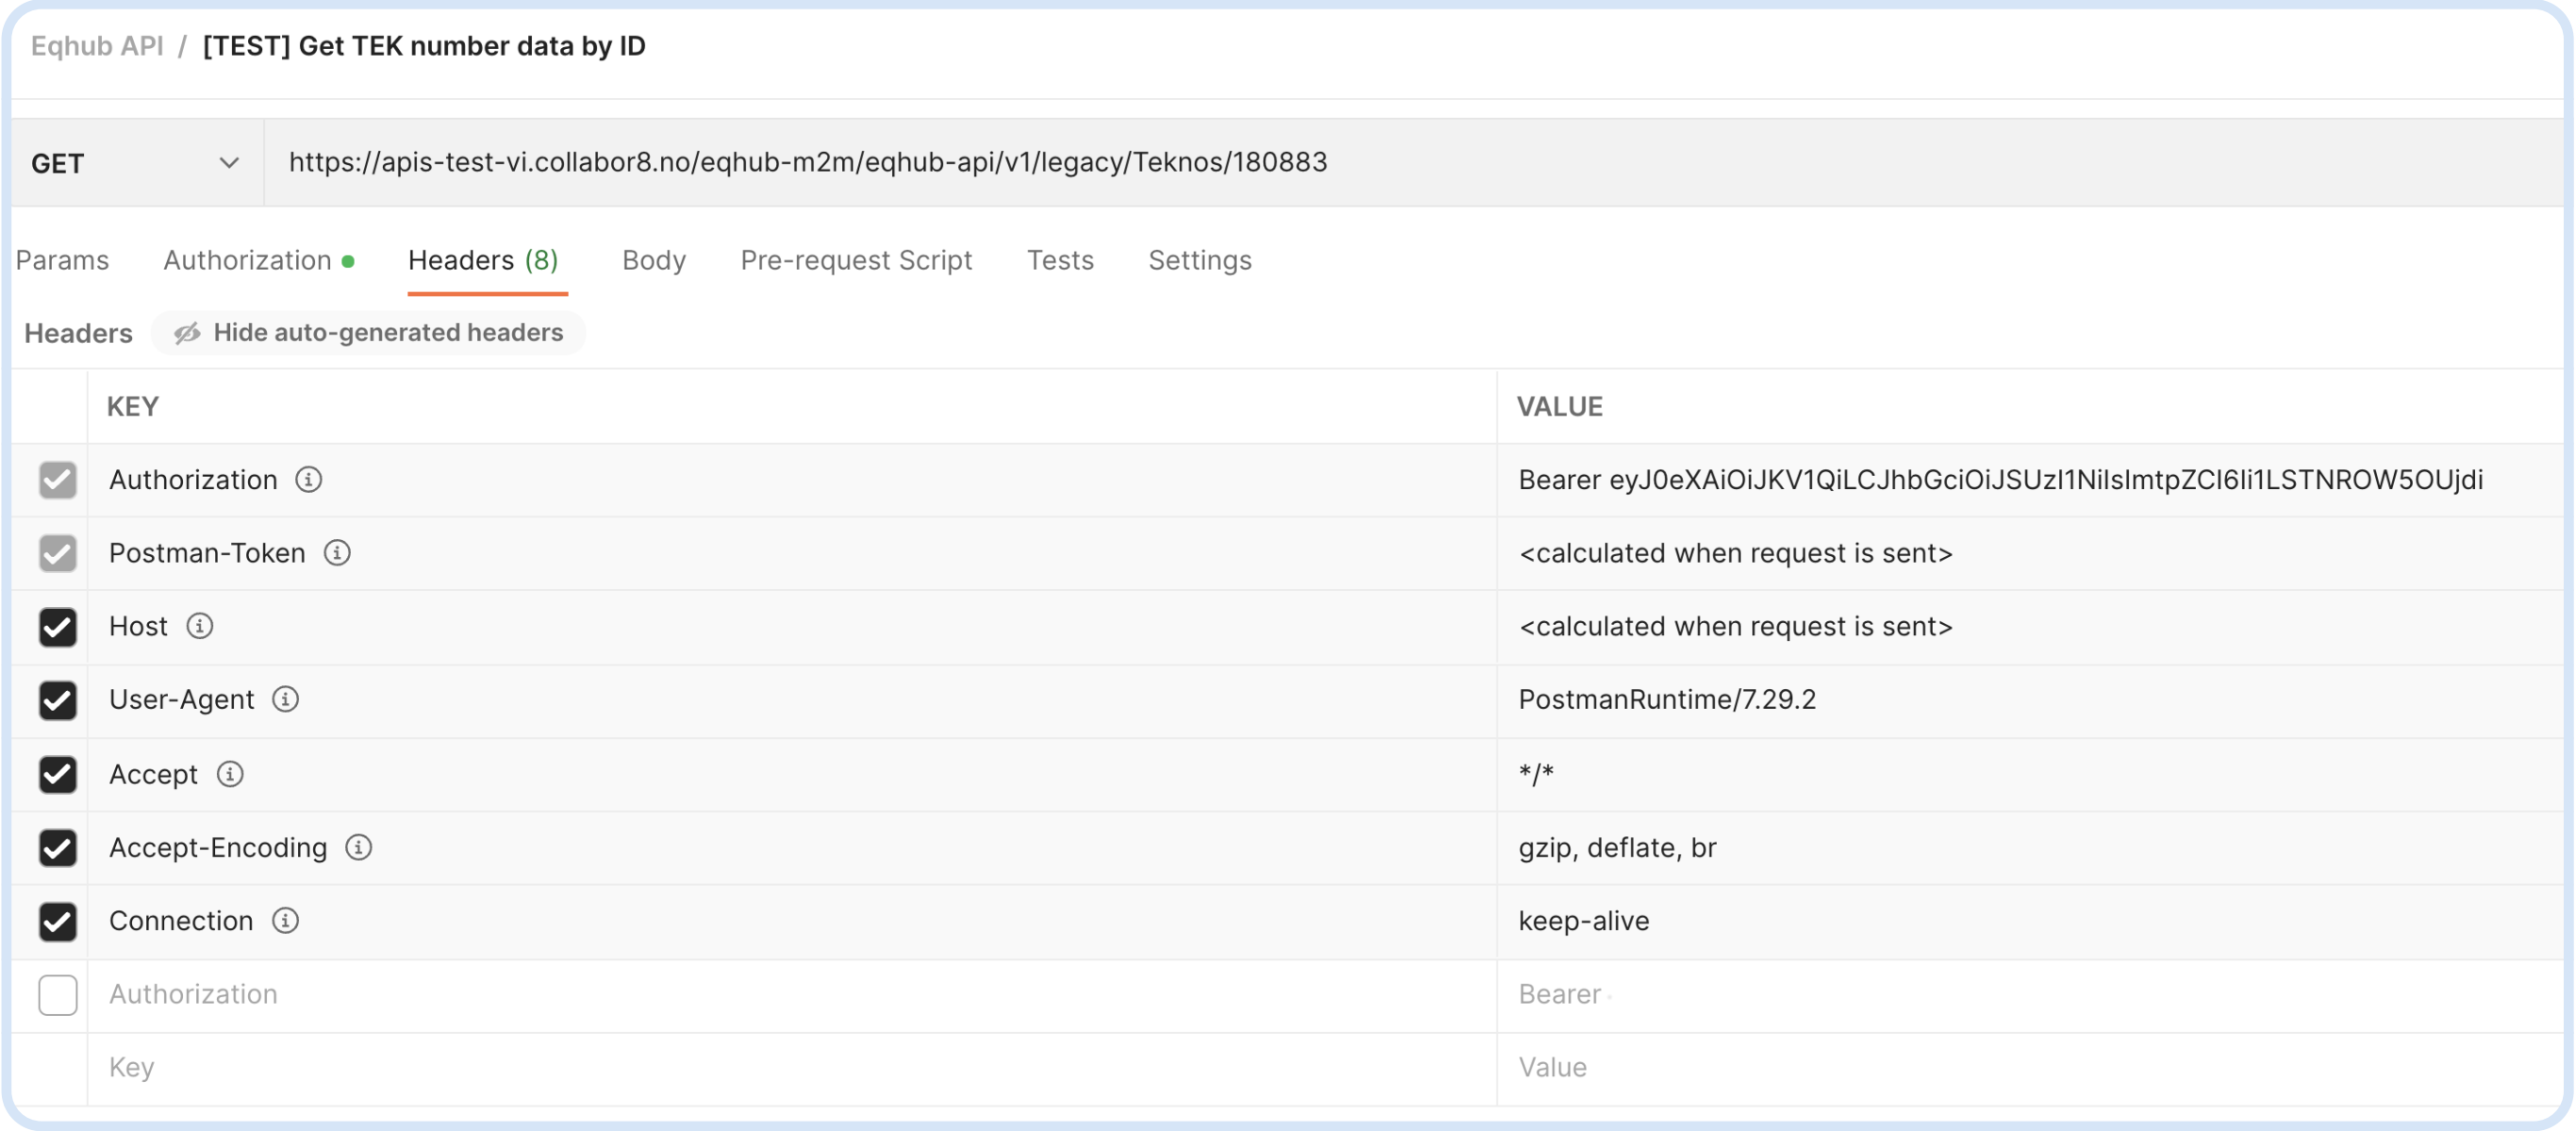 Eqhub API / [TEST] Get TEK number data by ID
GET https://apis-test-vi.collabor8.no/eqhub-m2m/eqhub-api/v1/legacy/Teknos/180883
Params Authorization Headers (8) Body Pre-request Script Tests Settings
Headers Hide auto-generated headers
KEY VALUE
Authorization Bearer eyJ0eXAiOiJKV1QiLCJhbGciOiJSUzI1NiIsImtpZCI6Ii1LSTNROW5OUjdi
Postman-Token <calculated when request is sent>
Host <calculated when request is sent>
User-Agent PostmanRuntime/7.29.2
Accept */*
Accept-Encoding gzip, deflate, br
Connection keep-alive
Authorization Bearer
Key Value